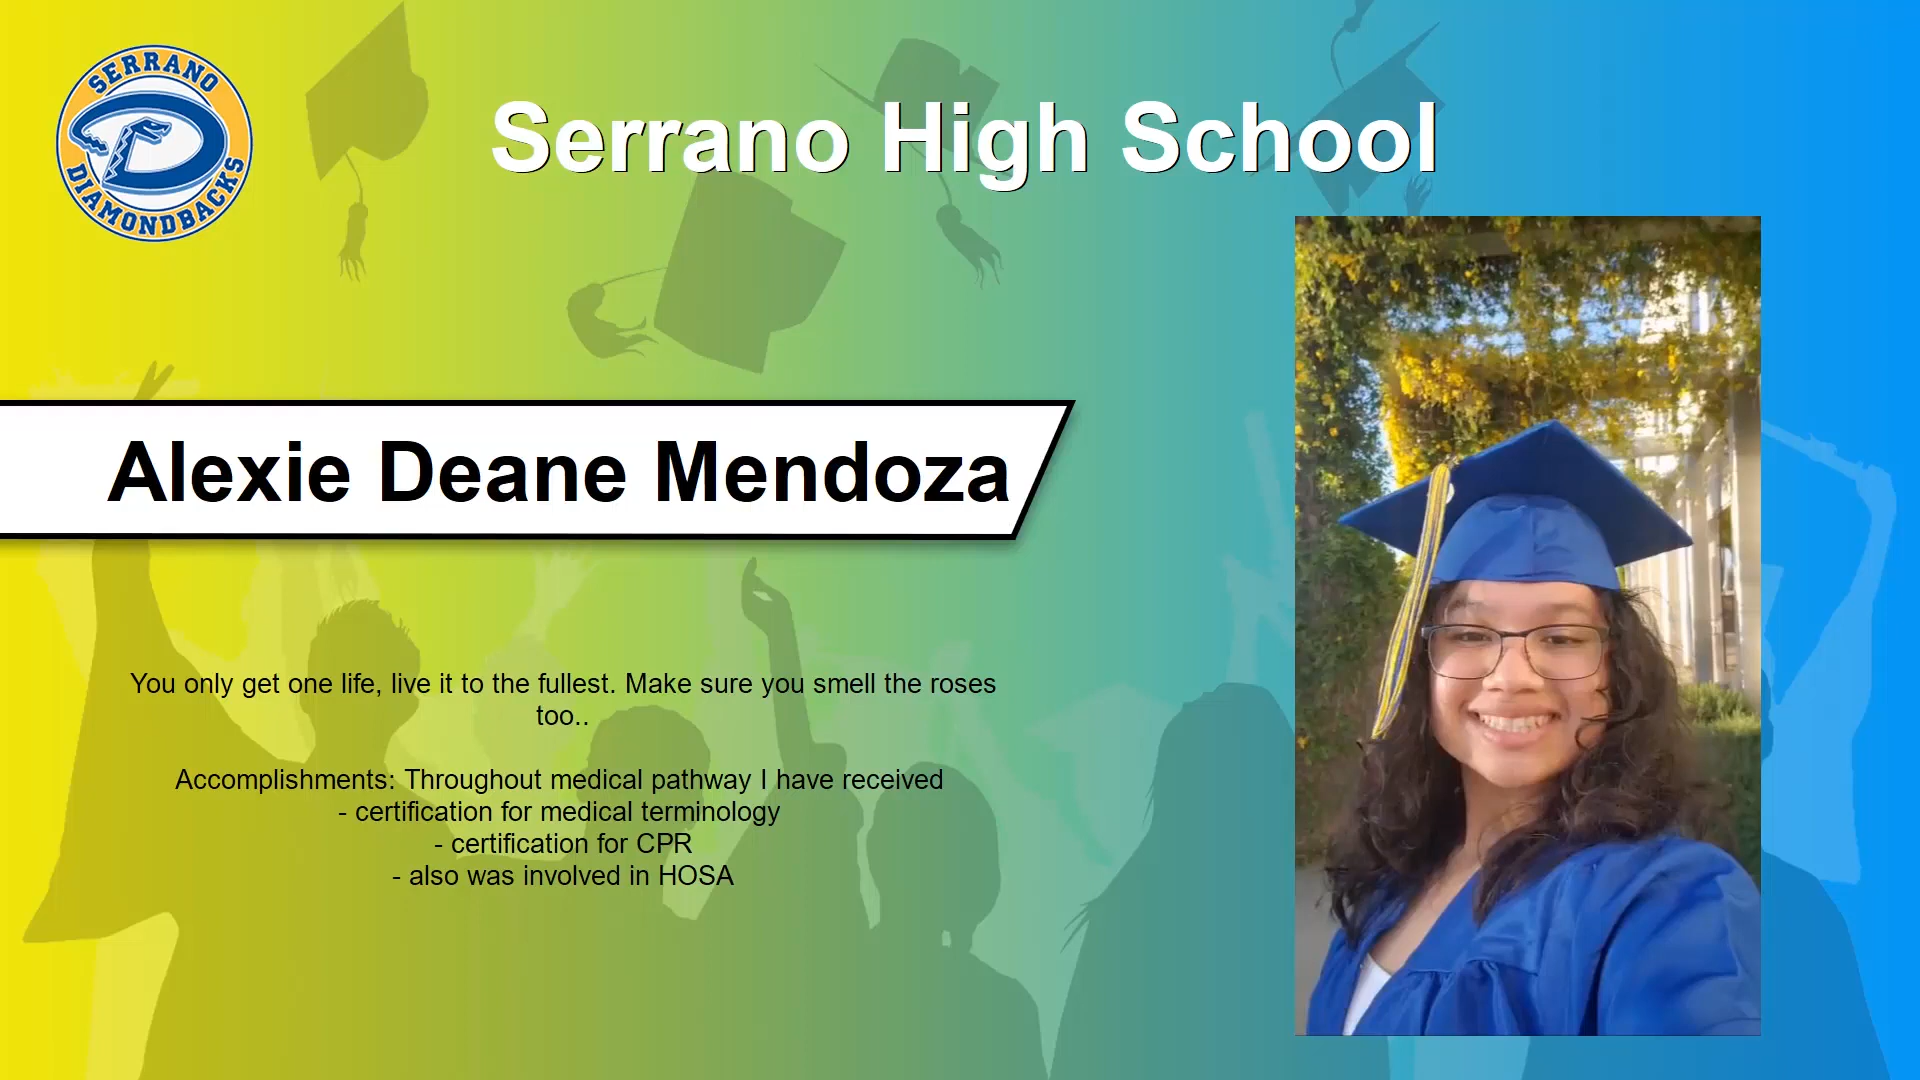 SERRANO
DIAMONDBACKS
Serrano High School
Alexie Deane Mendoza
You only get one life, live it to the fullest. Make sure you smell the roses
too..
Accomplishments: Throughout medical pathway I have received
- certification for medical terminology
- certification for CPR
- also was involved in HOSA